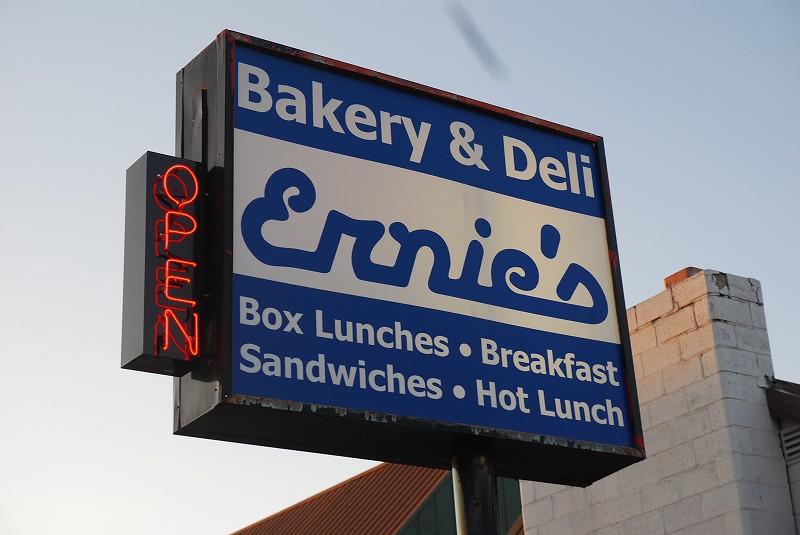 Bakery & Deli
Ernie's
Box Lunches • Breakfast
Sandwiches • Hot Lunch
OPEN